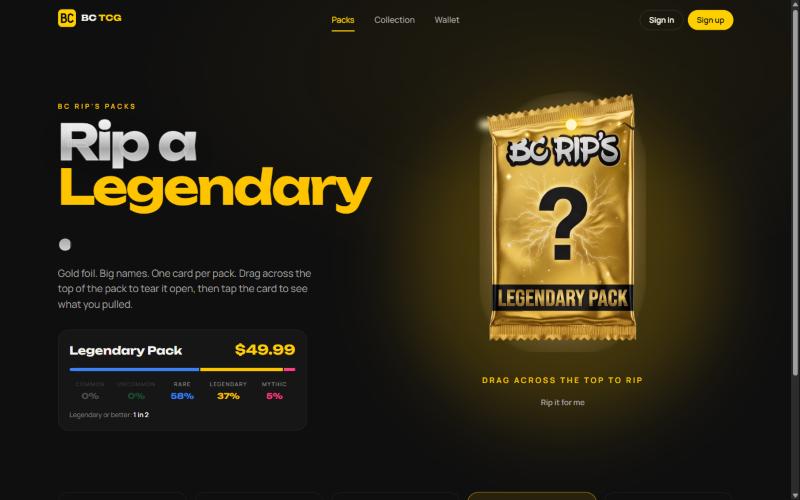 BC BC TCG
Packs
Collection
Wallet
Sign in
Sign up
BC RIP'S PACKS
Rip a
Legendary
.
Gold foil. Big names. One card per pack. Drag across the
top of the pack to tear it open, then tap the card to see
what you pulled.
Legendary Pack $49.99
COMMON UNCOMMON RARE LEGENDARY MYTHIC
0% 0% 58% 37% 5%
Legendary or better: 1 in 2
BC RIP'S
?
LEGENDARY PACK
DRAG ACROSS THE TOP TO RIP
Rip it for me